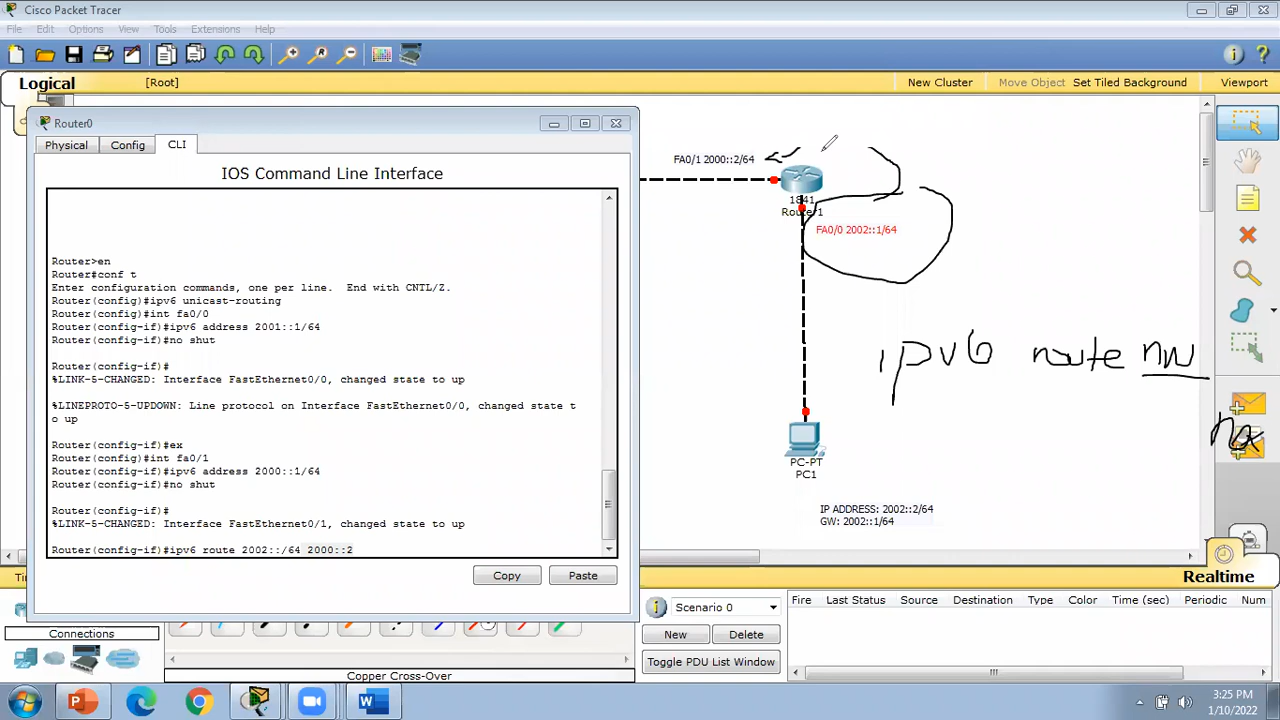 Cisco Packet Tracer
File Edit Options View Tools Extensions Help
Logical [Root] New Cluster Move Object Set Tiled Background Viewport
Router0
Physical Config CLI
IOS Command Line Interface
Router>en
Router#conf t
Enter configuration commands, one per line. End with CNTL/Z.
Router(config)#ipv6 unicast-routing
Router(config)#int fa0/0
Router(config-if)#ipv6 address 2001::1/64
Router(config-if)#no shut
Router(config-if)#
%LINK-5-CHANGED: Interface FastEthernet0/0, changed state to up
%LINEPROTO-5-UPDOWN: Line protocol on Interface FastEthernet0/0, changed state t
o up
Router(config-if)#ex
Router(config)#int fa0/1
Router(config-if)#ipv6 address 2000::1/64
Router(config-if)#no shut
Router(config-if)#
%LINK-5-CHANGED: Interface FastEthernet0/1, changed state to up
Router(config-if)#ipv6 route 2002::/64 2000::2
Copy Paste
FA0/1 2000::2/64
1841
Router1
FA0/0 2002::1/64
ipv6 route nw
nx
PC-PT
PC1
IP ADDRESS: 2002::2/64
GW: 2002::1/64
Realtime
Connections
Copper Cross-Over
Scenario 0
New Delete
Toggle PDU List Window
Fire Last Status Source Destination Type Color Time (sec) Periodic Num
3:25 PM
1/10/2022